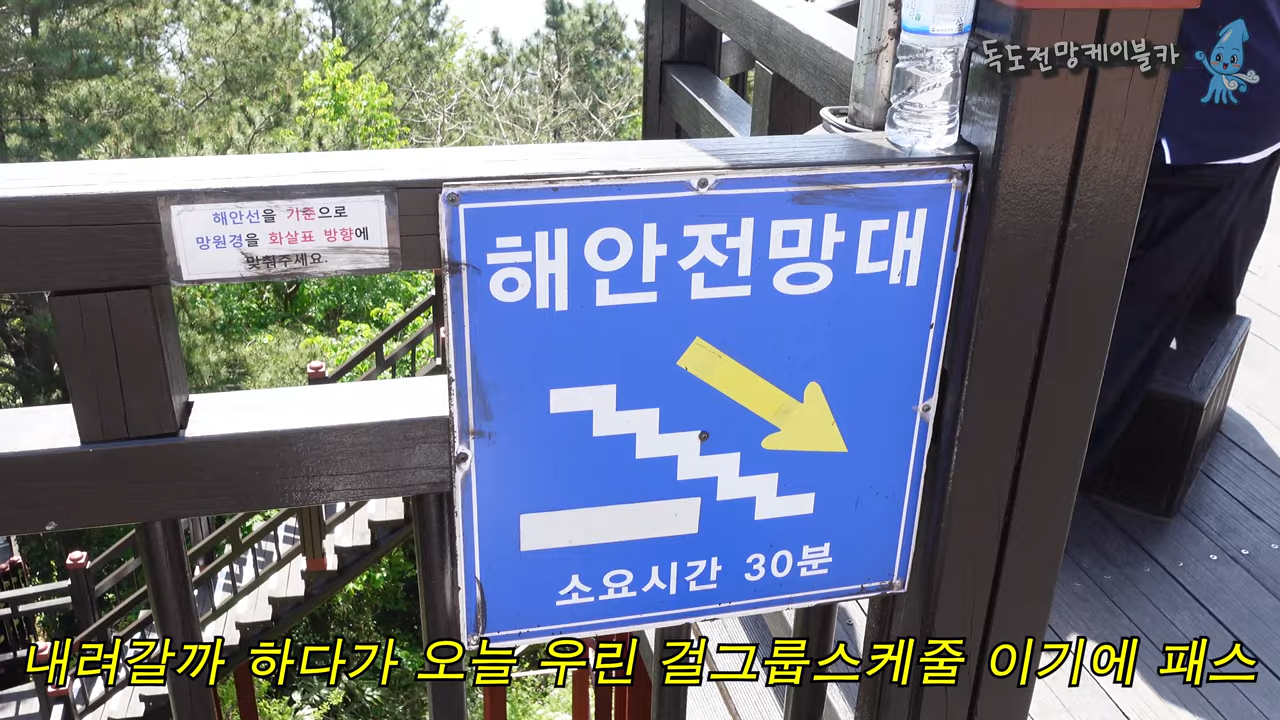 독도전망케이블카
해안선을 기준으로
망원경을 화살표 방향에
맞춰주세요.
해안전망대
소요시간 30분
내려갈까 하다가 오늘 우린 걸그룹스케줄 이기에 패스